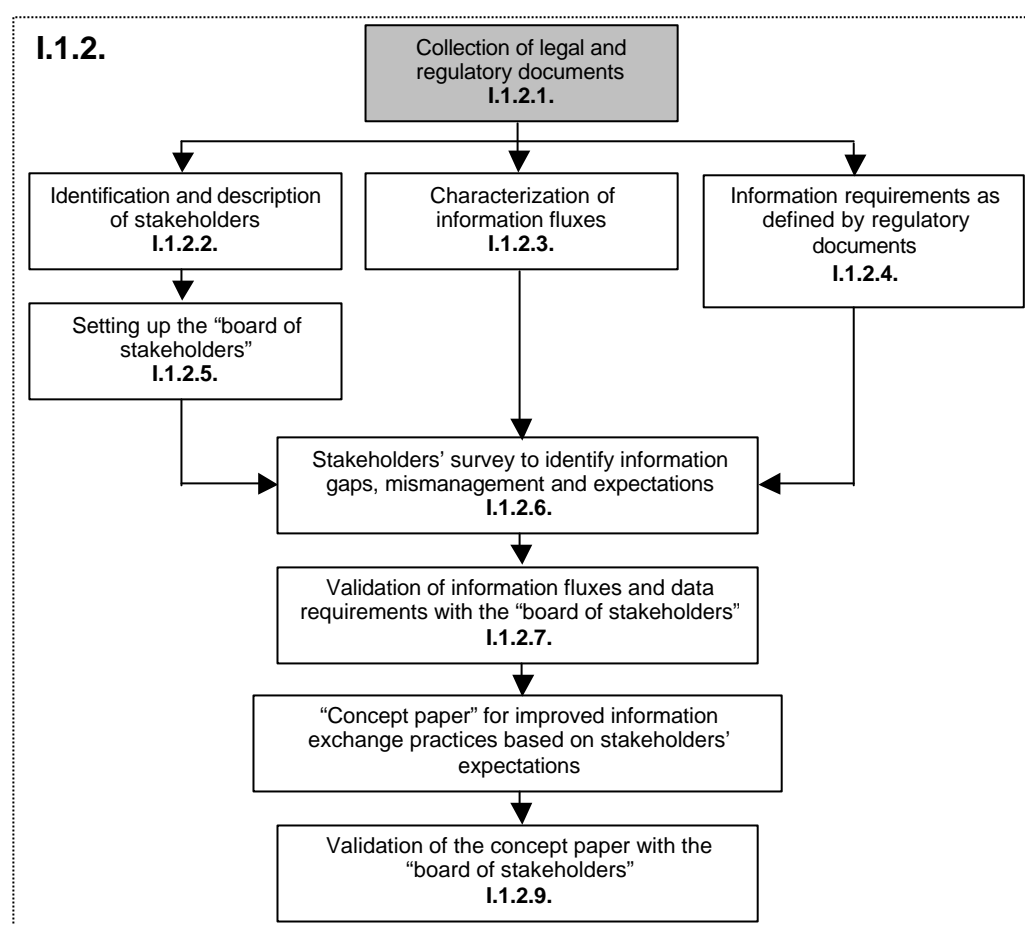 I.1.2.
Collection of legal and
regulatory documents
I.1.2.1.
Identification and description
of stakeholders
I.1.2.2.
Characterization of
information fluxes
I.1.2.3.
Information requirements as
defined by regulatory
documents
I.1.2.4.
Setting up the “board of
stakeholders”
I.1.2.5.
Stakeholders’ survey to identify information
gaps, mismanagement and expectations
I.1.2.6.
Validation of information fluxes and data
requirements with the “board of stakeholders”
I.1.2.7.
“Concept paper” for improved information
exchange practices based on stakeholders’
expectations
Validation of the concept paper with the
“board of stakeholders”
I.1.2.9.